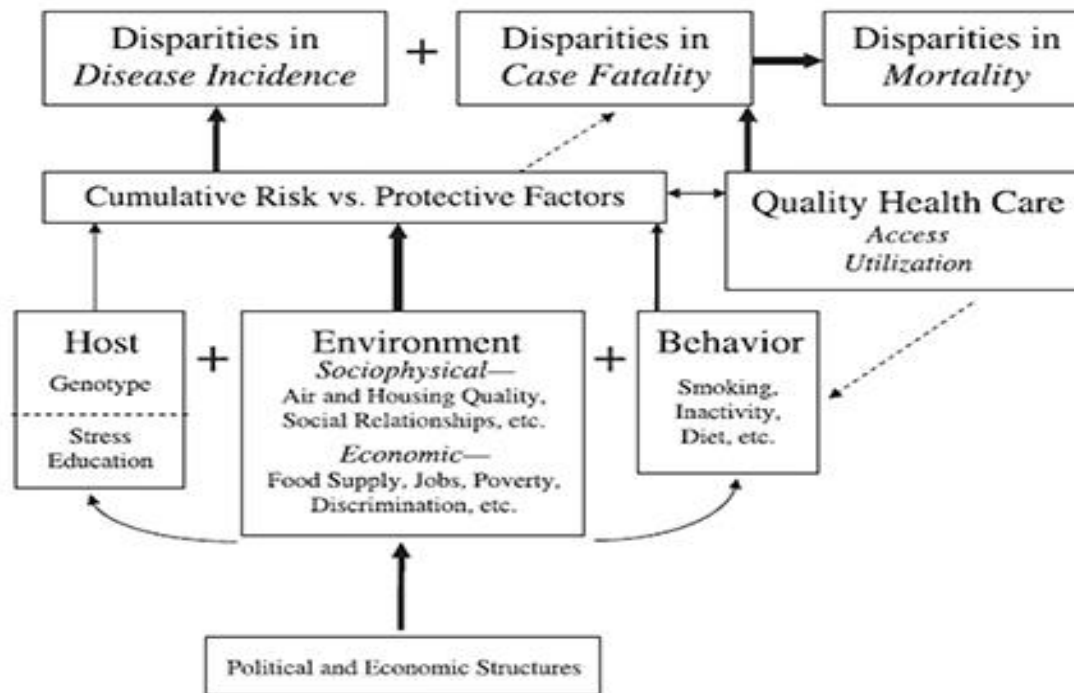 Disparities in
Disease Incidence
+
Disparities in
Case Fatality
Disparities in
Mortality
Cumulative Risk vs. Protective Factors
Quality Health Care
Access
Utilization
Host
Genotype
Stress
Education
+
Environment
Sociophysical—
Air and Housing Quality,
Social Relationships, etc.
Economic—
Food Supply, Jobs, Poverty,
Discrimination, etc.
+
Behavior
Smoking,
Inactivity,
Diet, etc.
Political and Economic Structures